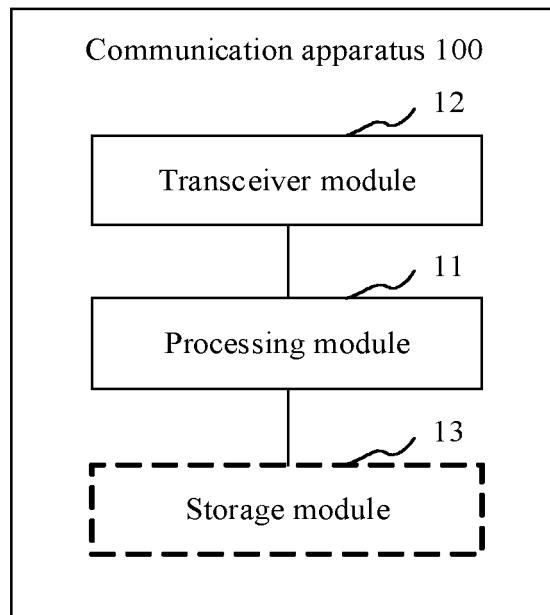 Communication apparatus 100
12
Transceiver module
11
Processing module
13
Storage module